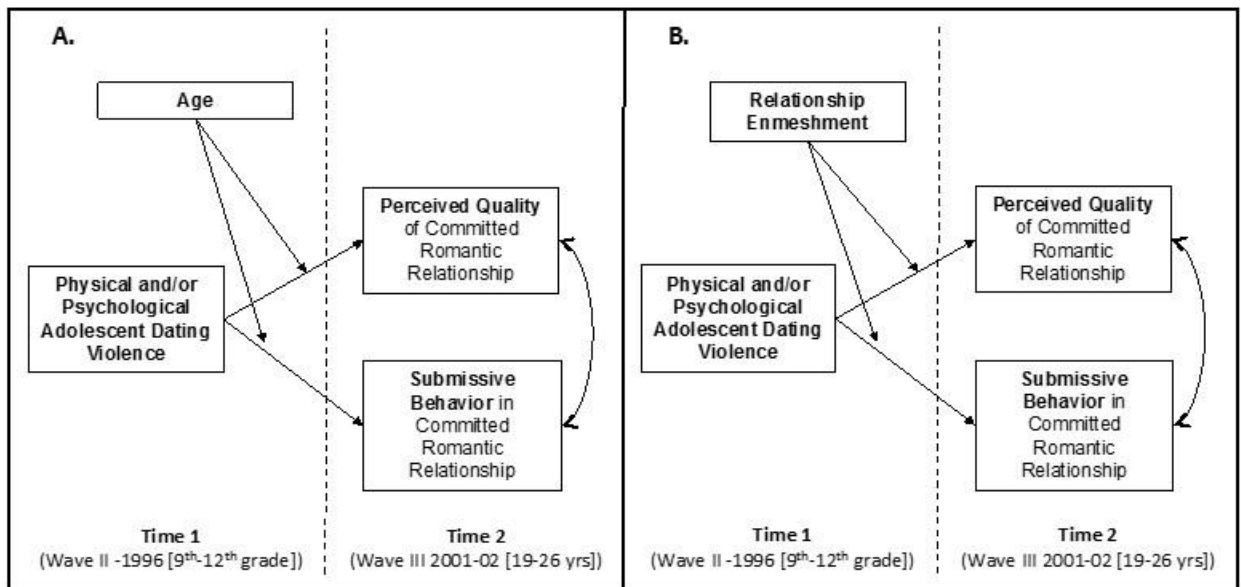 A.
Age
Perceived Quality
of Committed
Romantic
Relationship
Physical and/or
Psychological
Adolescent Dating
Violence
Submissive
Behavior in
Committed
Romantic
Relationship
Time 1
(Wave II -1996 [9th-12th grade])
Time 2
(Wave III 2001-02 [19-26 yrs])
B.
Relationship
Enmeshment
Perceived Quality
of Committed
Romantic
Relationship
Physical and/or
Psychological
Adolescent Dating
Violence
Submissive
Behavior in
Committed
Romantic
Relationship
Time 1
(Wave II -1996 [9th-12th grade])
Time 2
(Wave III 2001-02 [19-26 yrs])